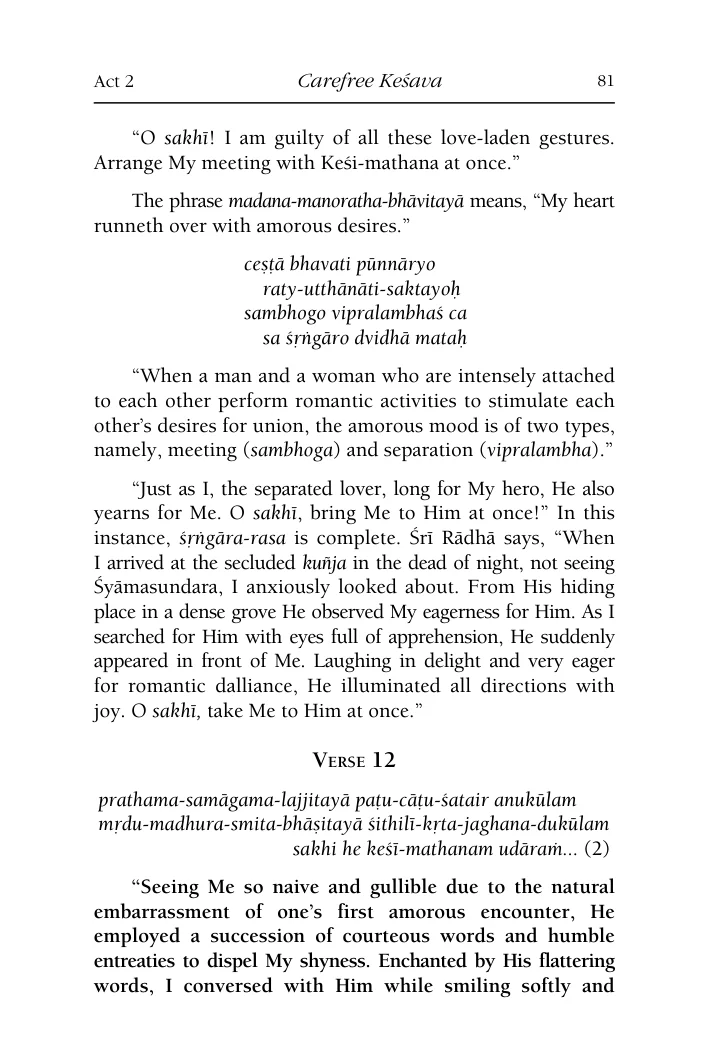 Act 2 Carefree Keśava 81
“O sakhī! I am guilty of all these love-laden gestures.
Arrange My meeting with Keśi-mathana at once.”
The phrase madana-manoratha-bhāvitayā means, “My heart
runneth over with amorous desires.”
ceṣṭā bhavati pūnnāryo
raty-utthānāti-saktayoḥ
sambhogo vipralambhaś ca
sa śṛṅgāro dvidhā mataḥ
“When a man and a woman who are intensely attached
to each other perform romantic activities to stimulate each
other’s desires for union, the amorous mood is of two types,
namely, meeting (sambhoga) and separation (vipralambha).”
“Just as I, the separated lover, long for My hero, He also
yearns for Me. O sakhī, bring Me to Him at once!” In this
instance, śṛṅgāra-rasa is complete. Śrī Rādhā says, “When
I arrived at the secluded kuñja in the dead of night, not seeing
Śyāmasundara, I anxiously looked about. From His hiding
place in a dense grove He observed My eagerness for Him. As I
searched for Him with eyes full of apprehension, He suddenly
appeared in front of Me. Laughing in delight and very eager
for romantic dalliance, He illuminated all directions with
joy. O sakhī, take Me to Him at once.”
Verse 12
prathama-samāgama-lajjitayā paṭu-cāṭu-śatair anukūlam
mṛdu-madhura-smita-bhāṣitayā śithilī-kṛta-jaghana-dukūlam
sakhi he keśī-mathanam udāraṁ... (2)
“Seeing Me so naive and gullible due to the natural
embarrassment of one’s first amorous encounter, He
employed a succession of courteous words and humble
entreaties to dispel My shyness. Enchanted by His flattering
words, I conversed with Him while smiling softly and